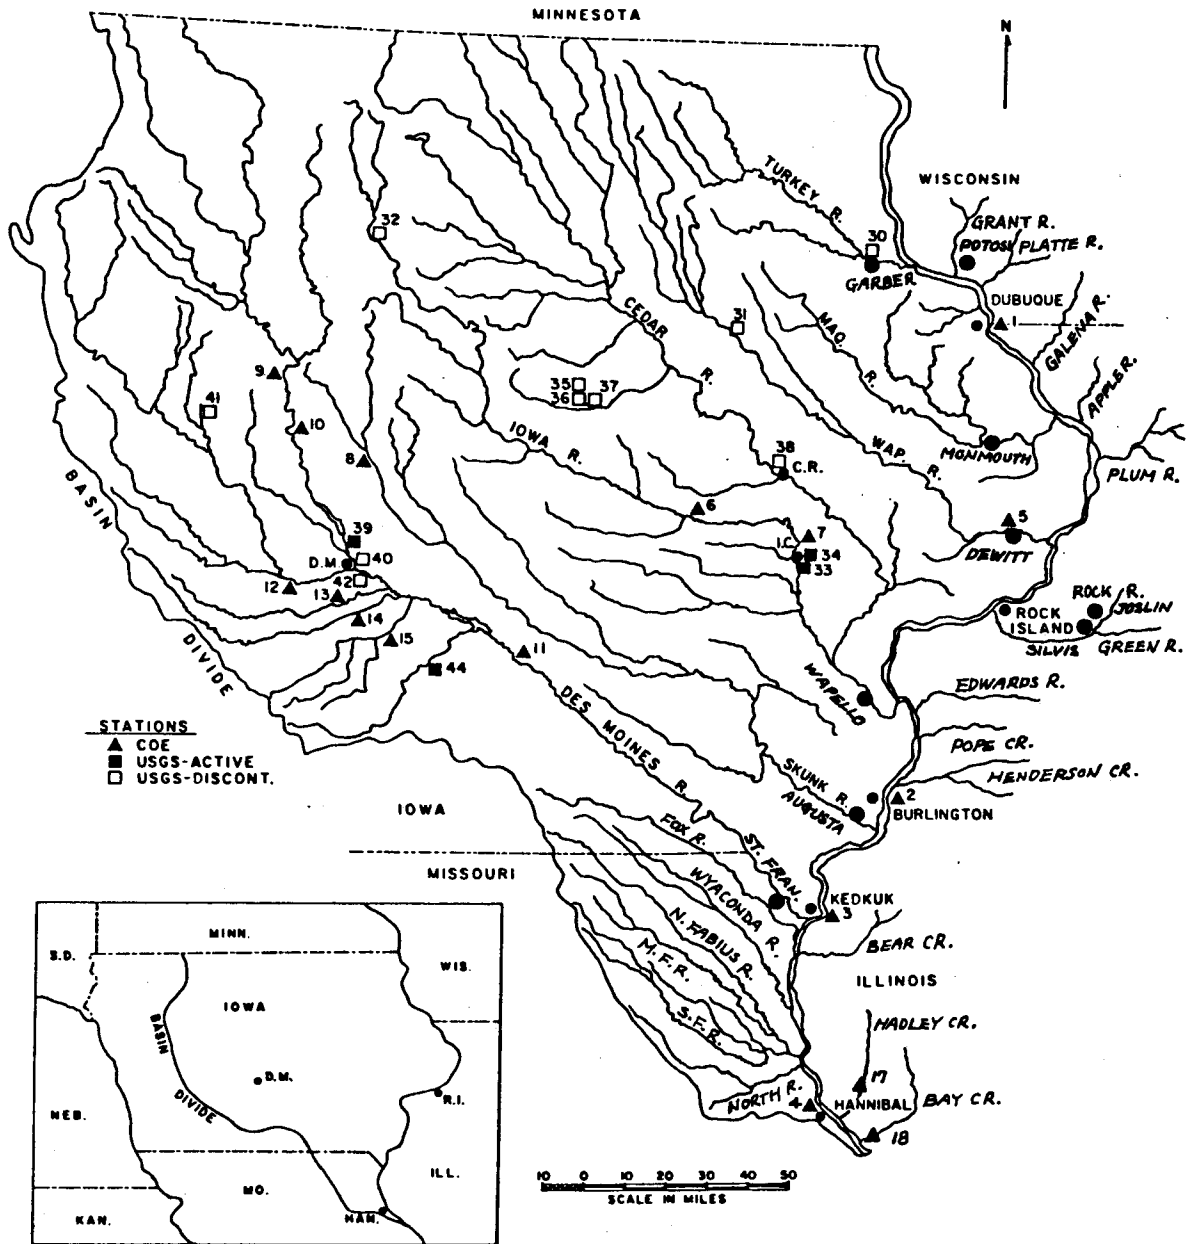 MINNESOTA
N
TURKEY R.
WISCONSIN
GRANT R.
POTOSI PLATTE R.
32
30
GARBER
DUBUQUE
1
GALENA R.
CEDAR R.
31
MAQ. R.
APPLE R.
9
41
10
35
36
37
IOWA R.
8
38
C.R.
WAP. R.
MONMOUTH
PLUM R.
BASIN DIVIDE
39
D.M.
40
42
12
13
14
15
44
11
6
7
I.C.
34
33
5
DEWITT
ROCK R.
JOSLIN
ROCK ISLAND
SILVIS
GREEN R.
WAPELLO
EDWARDS R.
POPE CR.
HENDERSON CR.
DES MOINES R.
SKUNK R.
AUGUSTA
2
BURLINGTON
STATIONS
COE
USGS-ACTIVE
USGS-DISCONT.
IOWA
MISSOURI
FOX R.
ST. FRAN.
WYACONDA R.
N. FABIUS R.
M.F.R.
S.F.R.
KEDKUK
3
BEAR CR.
ILLINOIS
HADLEY CR.
17
NORTH R.
4
HANNIBAL
BAY CR.
18
10 0 10 20 30 50
SCALE IN MILES
MINN.
S.D.
WIS.
IOWA
BASIN DIVIDE
D.M.
R.I.
NEB.
ILL.
MO.
KAN.
HAN.